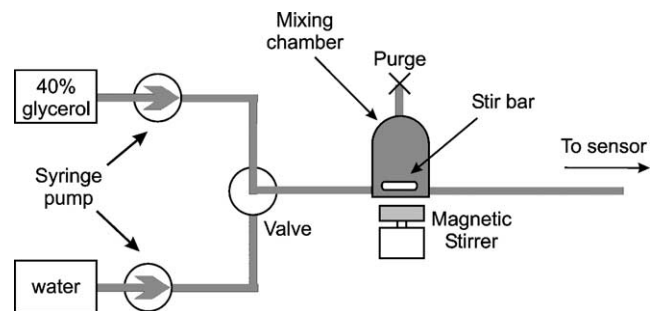 Mixing
chamber
40%
glycerol
Purge
Stir bar
To sensor
Syringe
pump
Valve
Magnetic
Stirrer
water